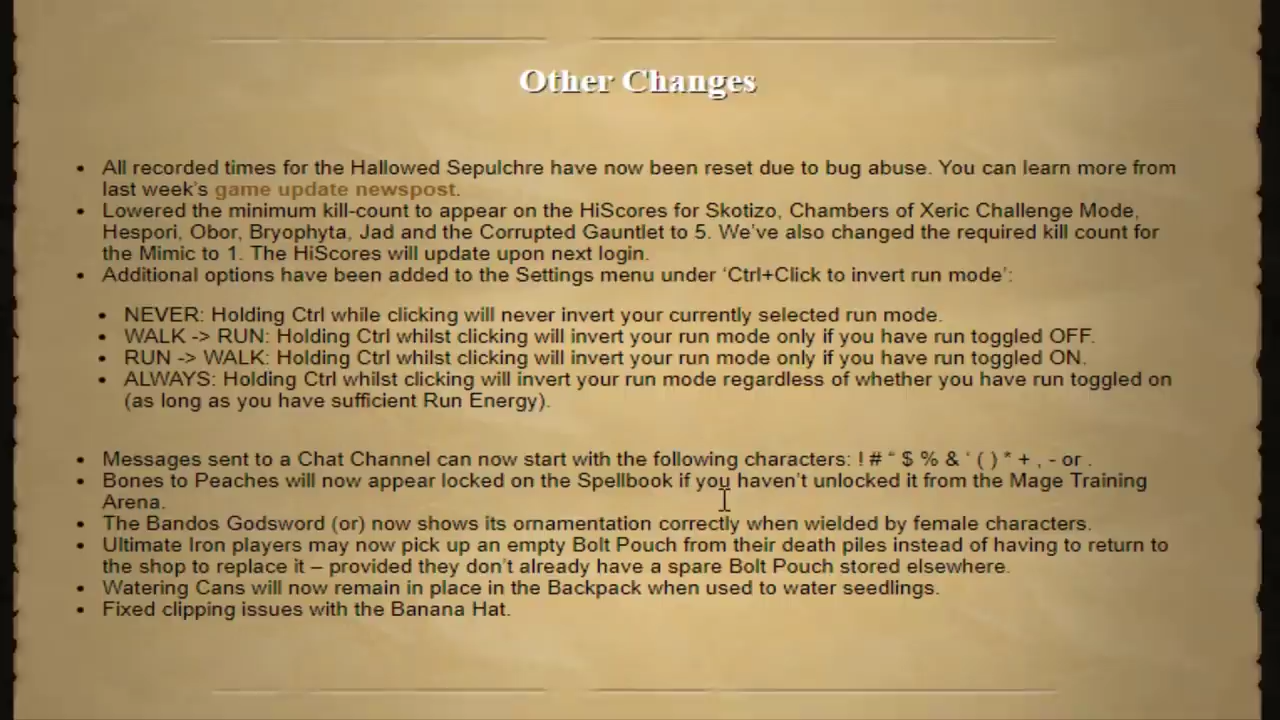 Other Changes
• All recorded times for the Hallowed Sepulchre have now been reset due to bug abuse. You can learn more from
last week's game update newspost.
• Lowered the minimum kill-count to appear on the HiScores for Skotizo, Chambers of Xeric Challenge Mode,
Hespori, Obor, Bryophyta, Jad and the Corrupted Gauntlet to 5. We've also changed the required kill count for
the Mimic to 1. The HiScores will update upon next login.
• Additional options have been added to the Settings menu under ‘Ctrl+Click to invert run mode’:
• NEVER: Holding Ctrl while clicking will never invert your currently selected run mode.
• WALK -> RUN: Holding Ctrl whilst clicking will invert your run mode only if you have run toggled OFF.
• RUN -> WALK: Holding Ctrl whilst clicking will invert your run mode only if you have run toggled ON.
• ALWAYS: Holding Ctrl whilst clicking will invert your run mode regardless of whether you have run toggled on
(as long as you have sufficient Run Energy).
• Messages sent to a Chat Channel can now start with the following characters: ! # “ $ % & ‘ ( ) * + , - or .
• Bones to Peaches will now appear locked on the Spellbook if you haven't unlocked it from the Mage Training
Arena.
• The Bandos Godsword (or) now shows its ornamentation correctly when wielded by female characters.
• Ultimate Iron players may now pick up an empty Bolt Pouch from their death piles instead of having to return to
the shop to replace it – provided they don't already have a spare Bolt Pouch stored elsewhere.
• Watering Cans will now remain in place in the Backpack when used to water seedlings.
• Fixed clipping issues with the Banana Hat.